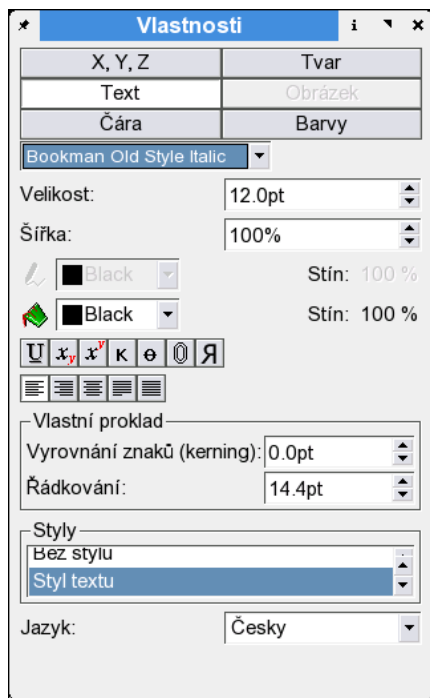 Vlastnosti
X, Y, Z Tvar
Text Obrázek
Čára Barvy
Bookman Old Style Italic
Velikost: 12.0pt
Šířka: 100%
Black Stín: 100 %
Black Stín: 100 %
Vlastní proklad
Vyrovnání znaků (kerning): 0.0pt
Řádkování: 14.4pt
Styly
Bez stylu
Styl textu
Jazyk: Česky